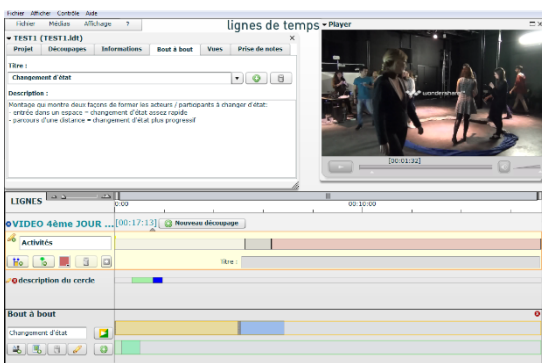 Fichier Afficher Contrôle Aide
Fichier Médias Affichage ? lignes de temps Player
TEST1 (TEST1.ldt)
Projet Découpages Informations Bout à bout Vues Prise de notes
Titre :
Changement d'état
Description :
Montage qui montre deux façons de former les acteurs / participants à changer d'état:
- entrée dans un espace = changement d'état assez rapide
- parcours d'une distance = changement d'état plus progressif
wondershare
[00:01:32]
LIGNES
0:00 00:10:00
VIDEO 4ème JOUR ... [00:17:13] Nouveau découpage
Activités
titre :
description du cercle
Bout à bout
Changement d'état